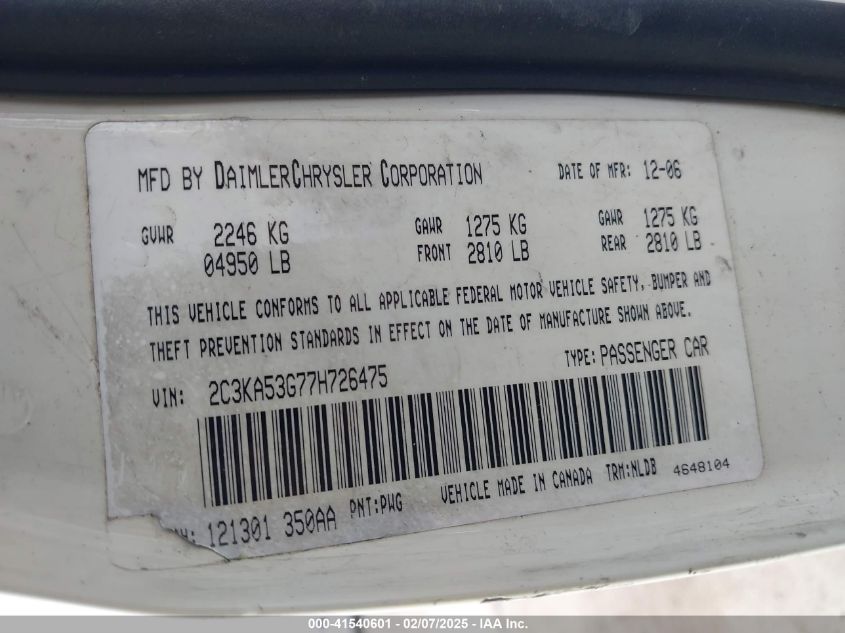 MFD BY DAIMLERCHRYSLER CORPORATION DATE OF MFR: 12-06
GVWR 2246 KG GAWR 1275 KG GAWR 1275 KG
04950 LB FRONT 2810 LB REAR 2810 LB
THIS VEHICLE CONFORMS TO ALL APPLICABLE FEDERAL MOTOR VEHICLE SAFETY, BUMPER AND
THEFT PREVENTION STANDARDS IN EFFECT ON THE DATE OF MANUFACTURE SHOWN ABOVE.
VIN: 2C3KA53G77H726475 TYPE: PASSENGER CAR
121301 350AA PNT:PWG VEHICLE MADE IN CANADA TRM:NLDB 4648104
000-41540601 - 02/07/2025 - IAA Inc.